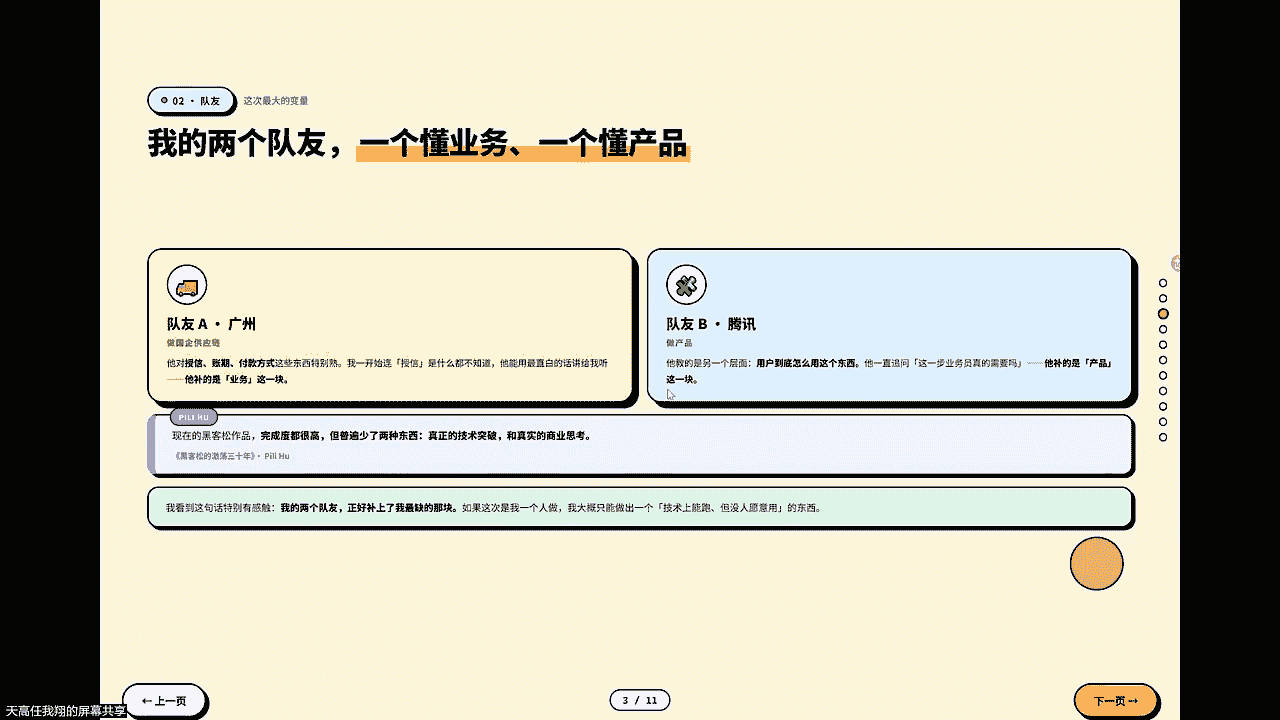 02 · 队友 这次最大的变量
我的两个队友，一个懂业务、一个懂产品
队友 A · 广州
做国企供应链
他对授信、账期、付款方式这些东西特别熟。我一开始连「授信」是什么都不知道，他能用最直白的话讲给我听
——他补的是「业务」这一块。
队友 B · 腾讯
做产品
他教的是另一个层面：用户到底怎么用这个东西。他一直追问「这一步业务员真的需要吗」——他补的是「产品」
这一块。
PILI HU
现在的黑客松作品，完成度都很高，但普遍少了两种东西：真正的技术突破，和真实的商业思考。
《黑客松的激荡三十年》· Pili Hu
我看到这句话特别有感触：我的两个队友，正好补上了我最缺的那块。如果这次是我一个人做，我大概只能做出一个「技术上能跑、但没人愿意用」的东西。
← 上一页
3 / 11
下一页 →
天高任我翔的屏幕共享